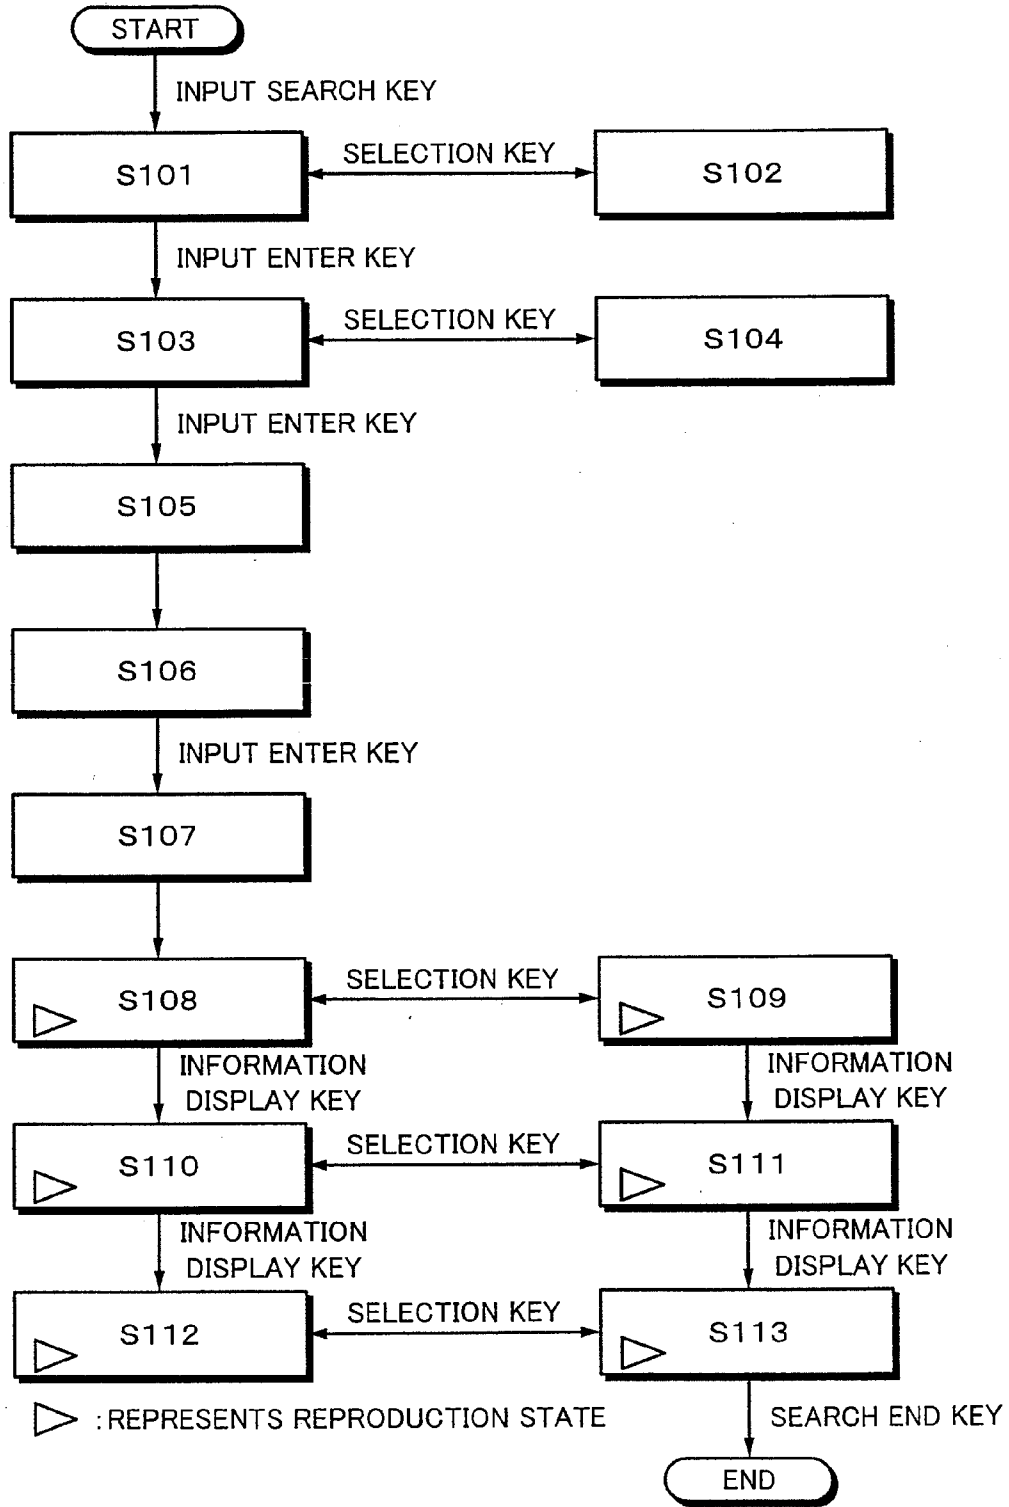 START
INPUT SEARCH KEY
S101
SELECTION KEY
S102
INPUT ENTER KEY
S103
SELECTION KEY
S104
INPUT ENTER KEY
S105
S106
INPUT ENTER KEY
S107
S108
SELECTION KEY
S109
INFORMATION
DISPLAY KEY
INFORMATION
DISPLAY KEY
S110
SELECTION KEY
S111
INFORMATION
DISPLAY KEY
INFORMATION
DISPLAY KEY
S112
SELECTION KEY
S113
: REPRESENTS REPRODUCTION STATE
SEARCH END KEY
END